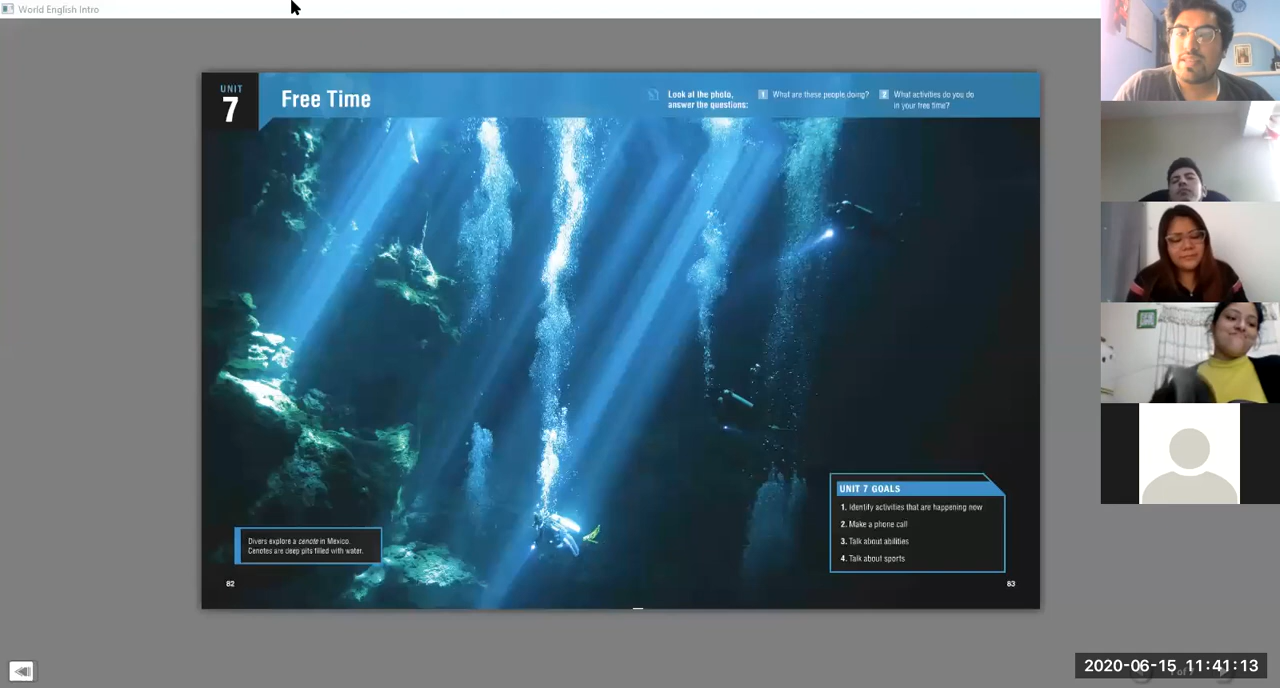 World English Intro
UNIT
7
Free Time
Look at the photo,
answer the questions:
1 What are these people doing?
2 What activities do you do
in your free time?
UNIT 7 GOALS
1. Identify activities that are happening now
2. Make a phone call
3. Talk about abilities
4. Talk about sports
Divers explore a cenote in Mexico.
Cenotes are deep pits filled with water.
82
83
2020-06-15 11:41:13